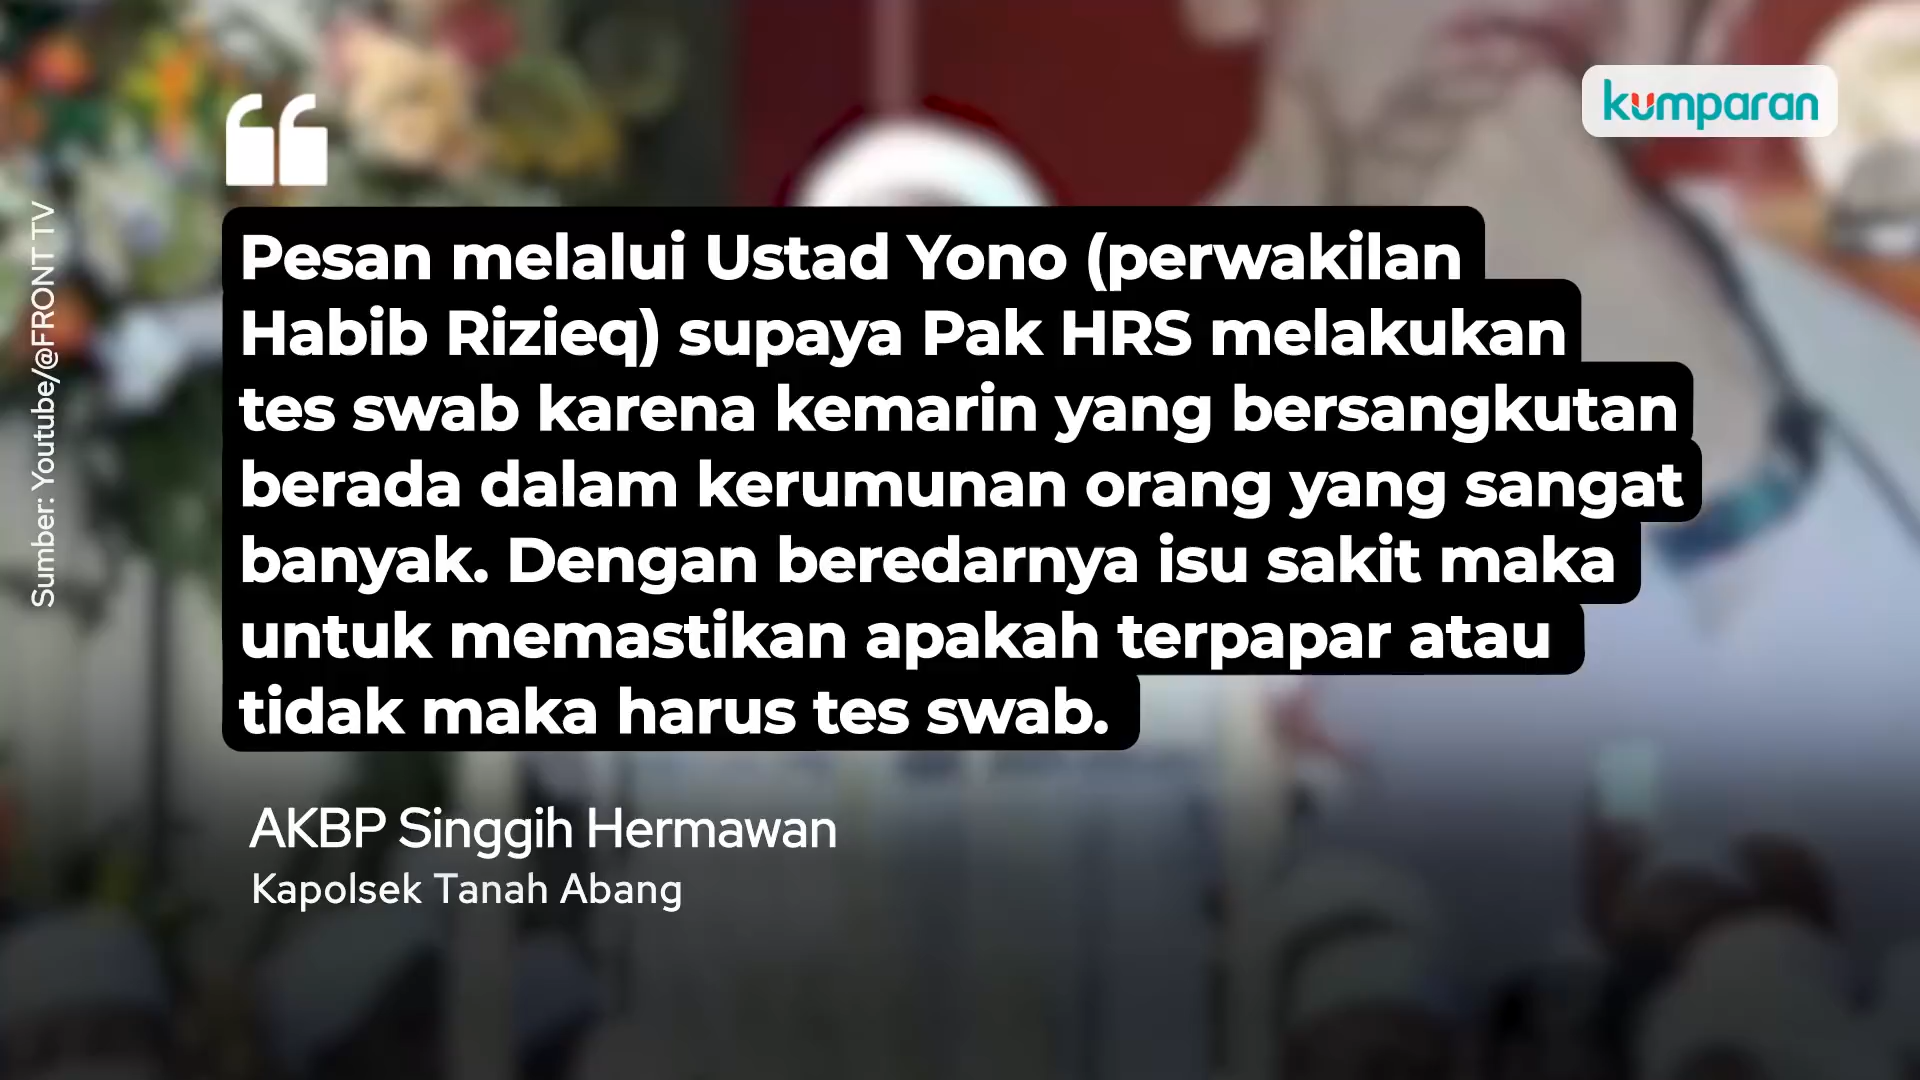 kumparan
Pesan melalui Ustad Yono (perwakilan
Habib Rizieq) supaya Pak HRS melakukan
tes swab karena kemarin yang bersangkutan
berada dalam kerumunan orang yang sangat
banyak. Dengan beredarnya isu sakit maka
untuk memastikan apakah terpapar atau
tidak maka harus tes swab.
AKBP Singgih Hermawan
Kapolsek Tanah Abang
Sumber: Youtube/@FRONT TV